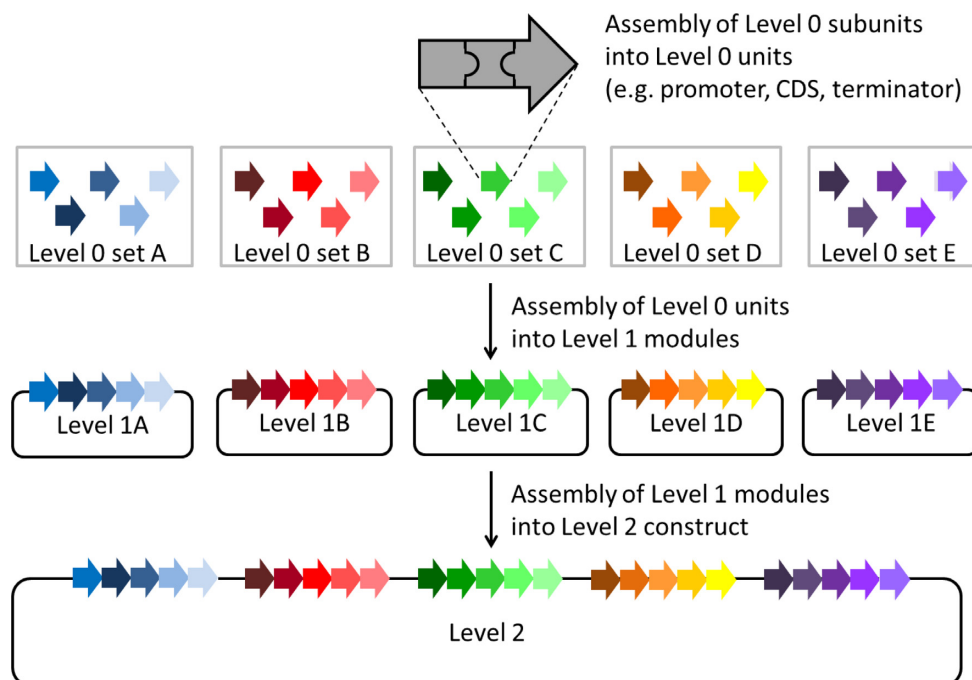 Assembly of Level 0 subunits
into Level 0 units
(e.g. promoter, CDS, terminator)
Level 0 set A
Level 0 set B
Level 0 set C
Level 0 set D
Level 0 set E
Assembly of Level 0 units
into Level 1 modules
Level 1A
Level 1B
Level 1C
Level 1D
Level 1E
Assembly of Level 1 modules
into Level 2 construct
Level 2